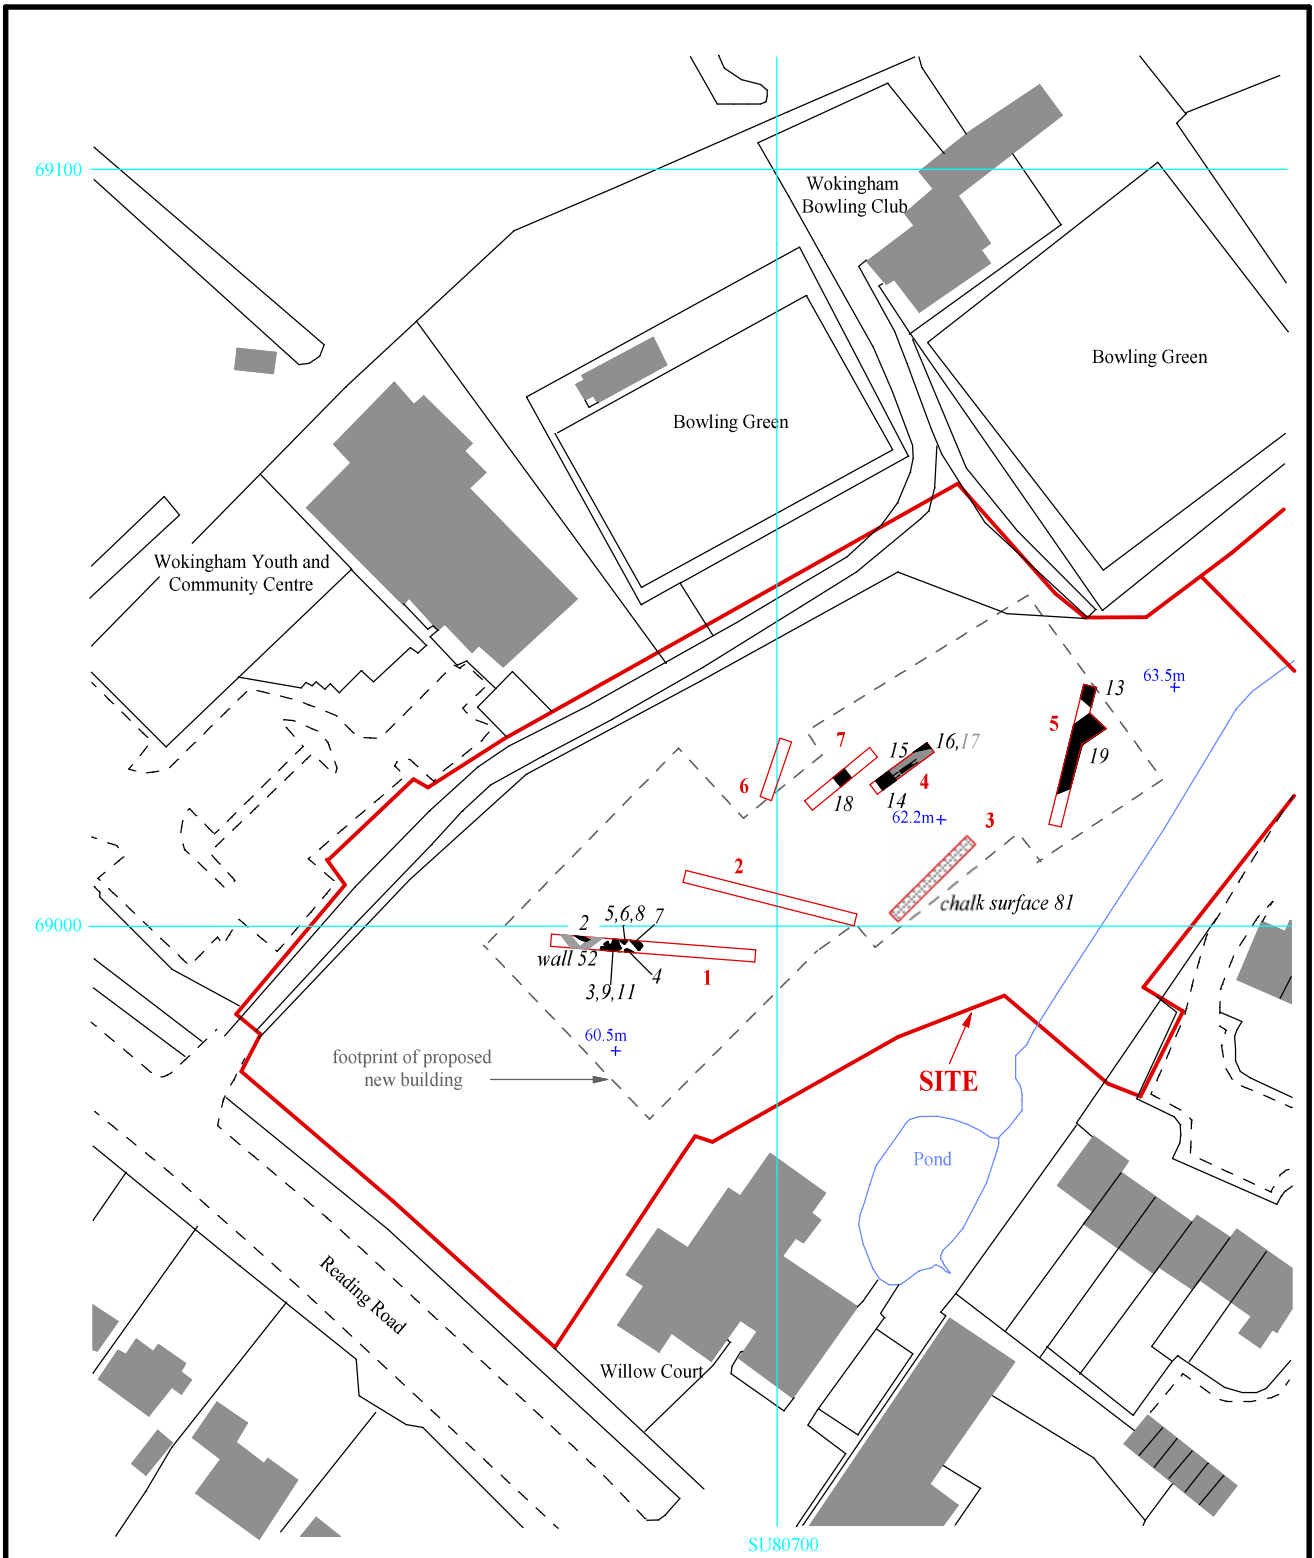 69100
Wokingham
Bowling Club
Bowling Green
Bowling Green
Wokingham Youth and
Community Centre
63.5m
13
5
19
7
15
16,17
6
4
18
14
62.2m
3
2
chalk surface 81
69000
2
5,6,8
7
wall 52
4
1
3,9,11
60.5m
footprint of proposed
new building
SITE
Pond
Reading Road
Willow Court
SU80700